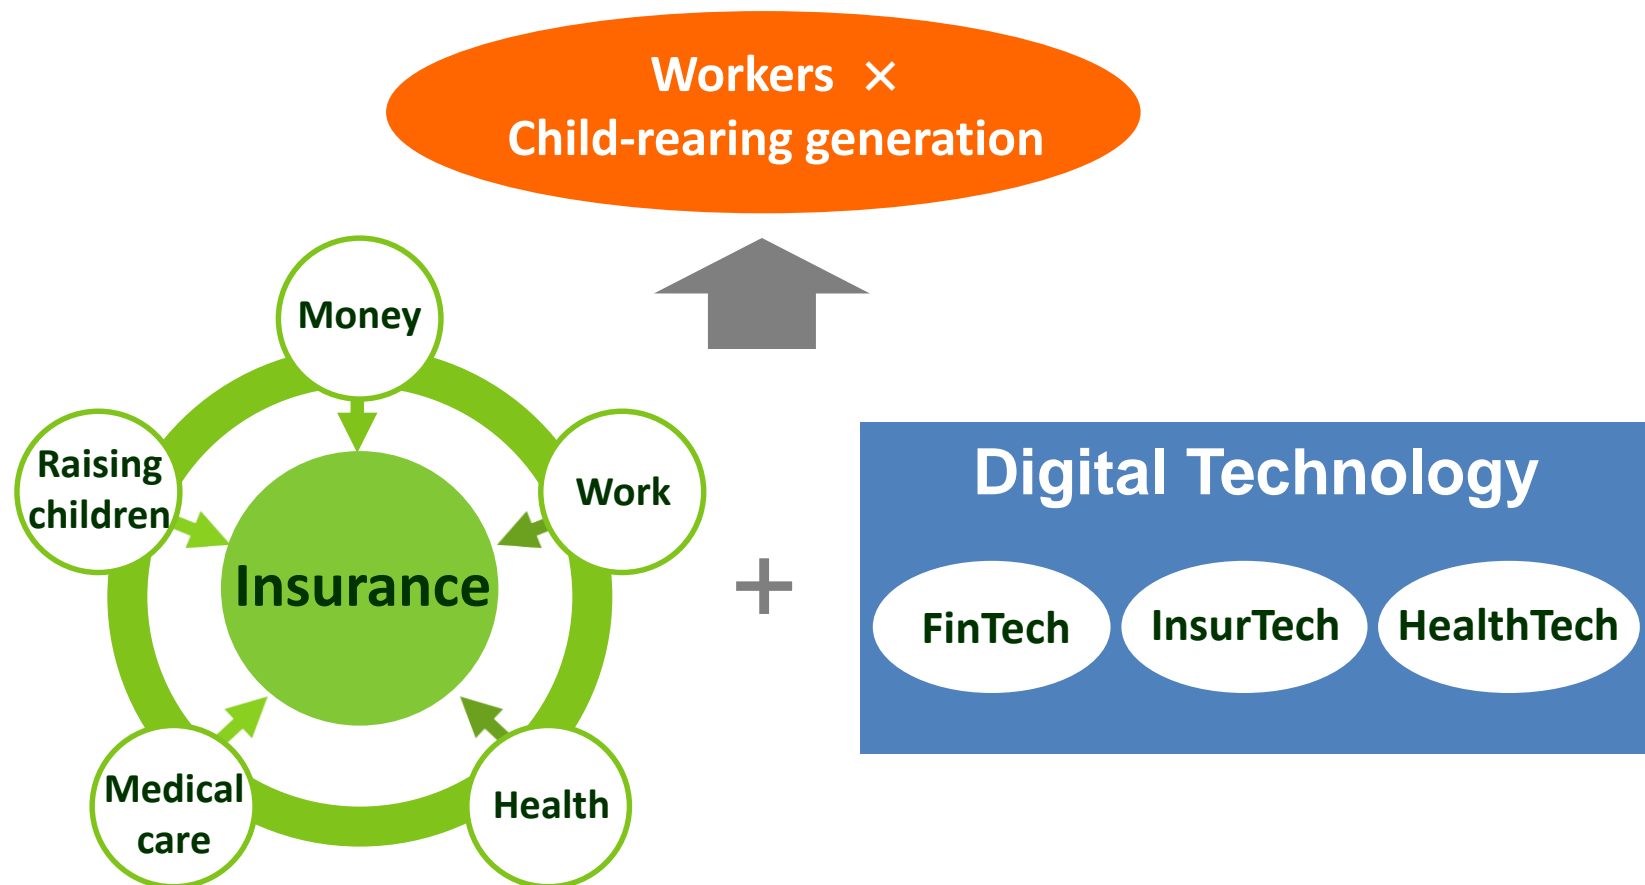 Workers ×
Child-rearing generation
Money
Raising
children
Work
Insurance
Medical
care
Health
+
Digital Technology
FinTech
InsurTech
HealthTech